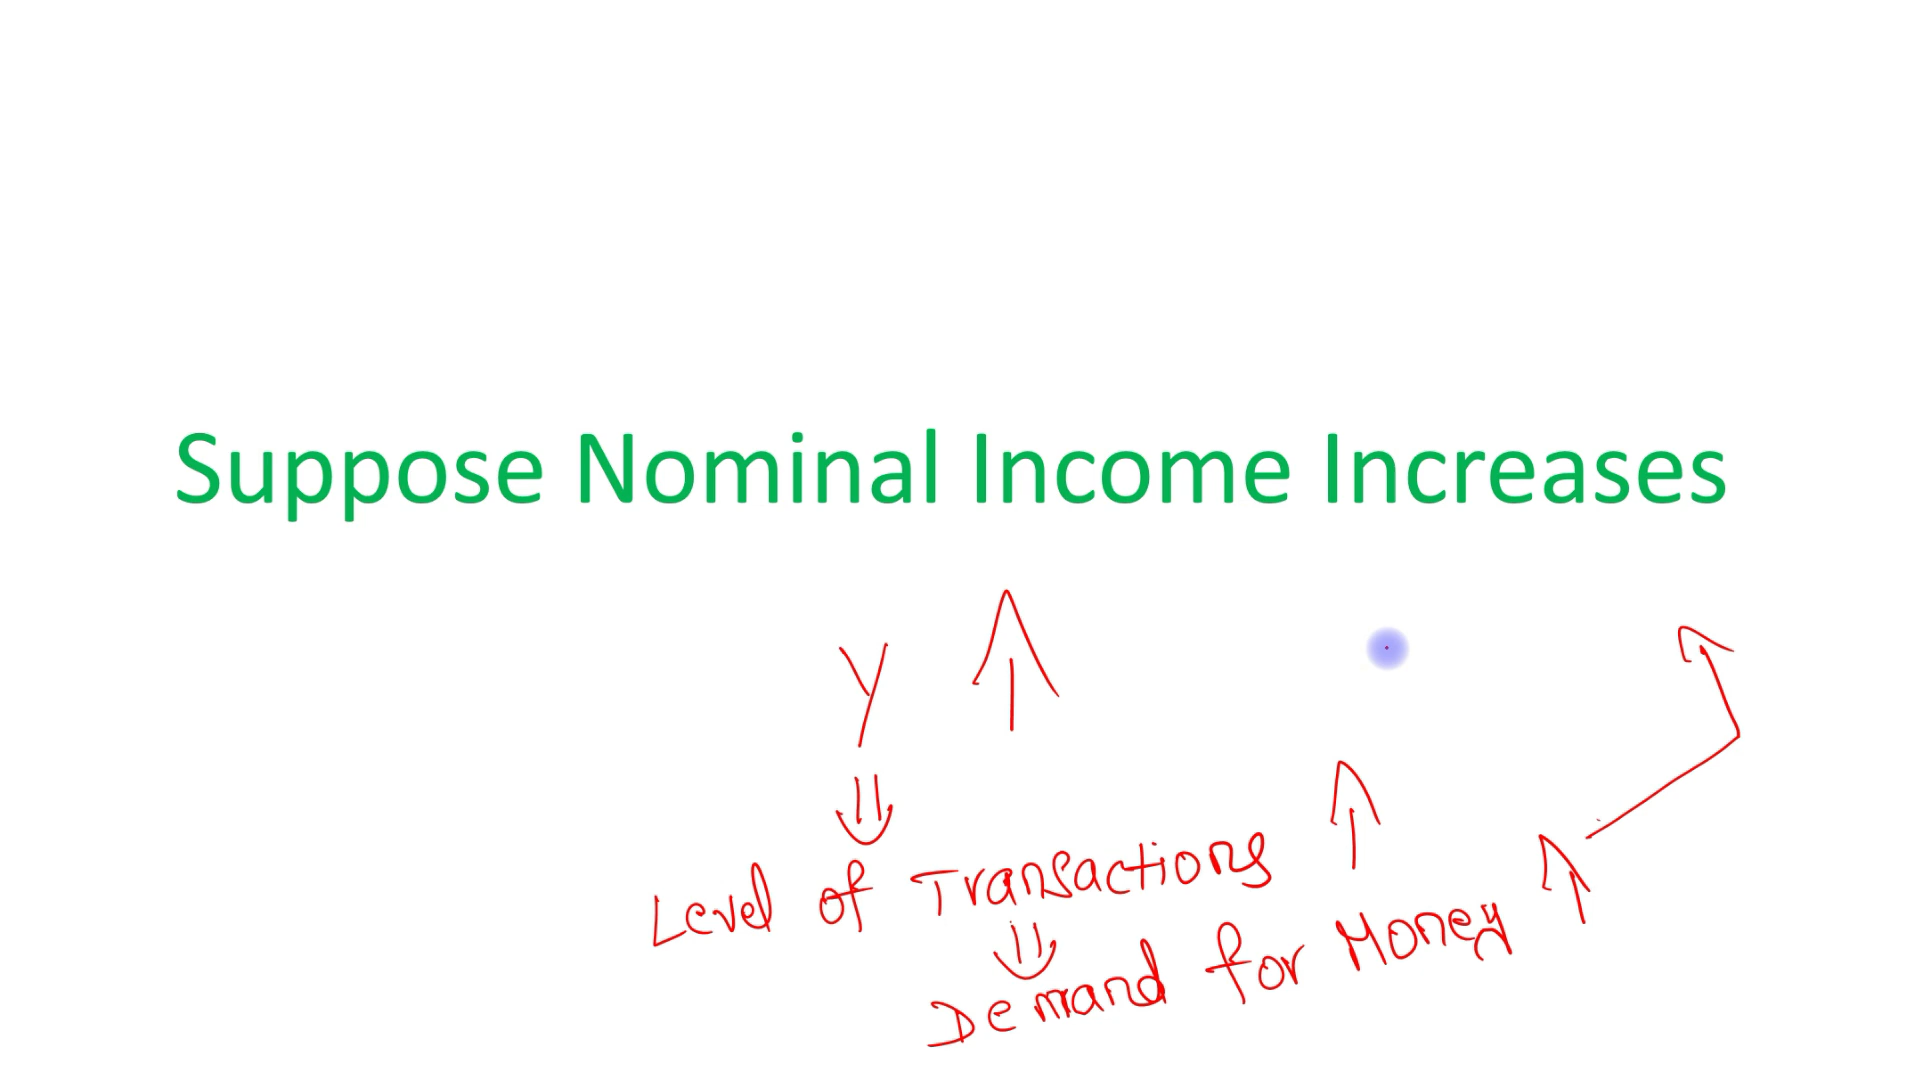 Suppose Nominal Income Increases
Y ↑
⇓
Level of Transactions ↑
⇓
Demand for Money ↑